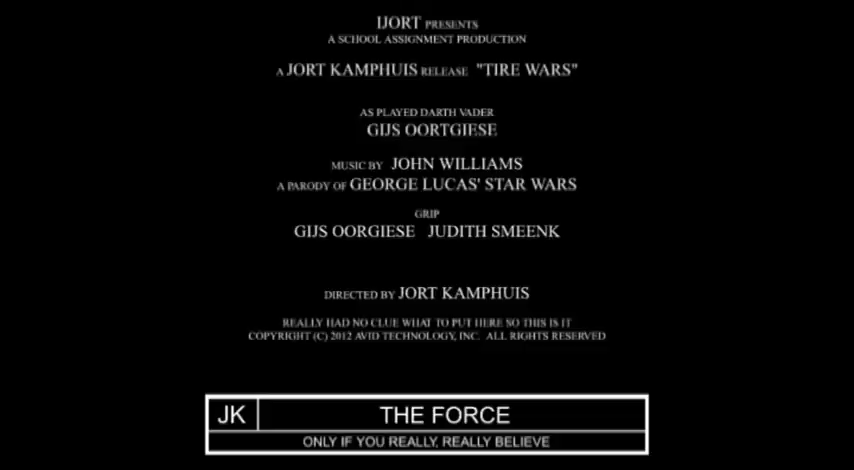 IJORT PRESENTS
A SCHOOL ASSIGNMENT PRODUCTION
A JORT KAMPHUIS RELEASE "TIRE WARS"
AS PLAYED DARTH VADER
GIJS OORTGIESE
MUSIC BY JOHN WILLIAMS
A PARODY OF GEORGE LUCAS' STAR WARS
GRIP
GIJS OORGIESE JUDITH SMEENK
DIRECTED BY JORT KAMPHUIS
REALLY HAD NO CLUE WHAT TO PUT HERE SO THIS IS IT
COPYRIGHT (C) 2012 AVID TECHNOLOGY, INC. ALL RIGHTS RESERVED
JK THE FORCE
ONLY IF YOU REALLY, REALLY BELIEVE